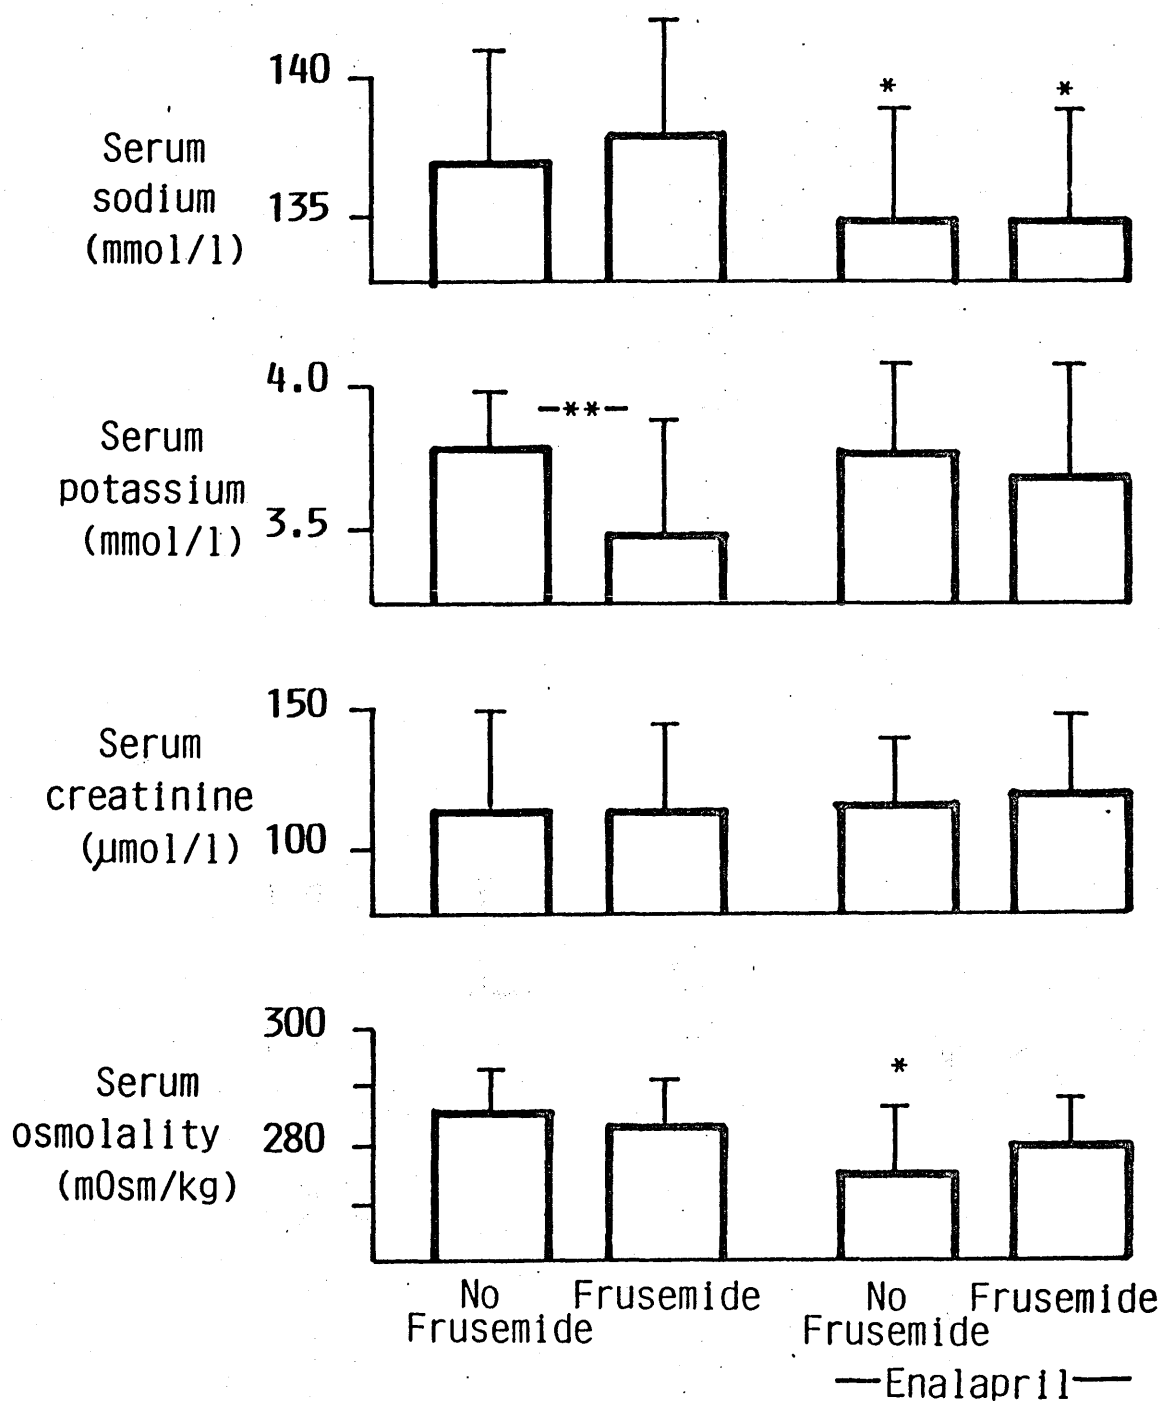 140
*
*
Serum
sodium
(mmol/l)
135
4.0
-**-
Serum
potassium
(mmol/l)
3.5
150
Serum
creatinine
(µmol/l)
100
300
*
Serum
osmolality
(mOsm/kg)
280
No
Frusemide
Frusemide
No
Frusemide
Frusemide
—Enalapril—